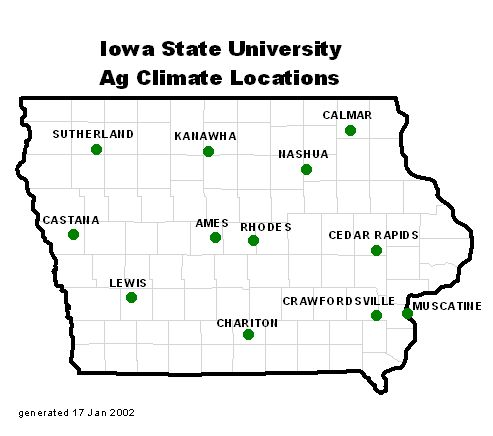 Iowa State University
Ag Climate Locations
CALMAR
SUTHERLAND
KANAWHA
NASHUA
CASTANA
AMES
RHODES
CEDAR RAPIDS
LEWIS
CRAWFORDSVILLE
MUSCATINE
CHARITON
generated 17 Jan 2002